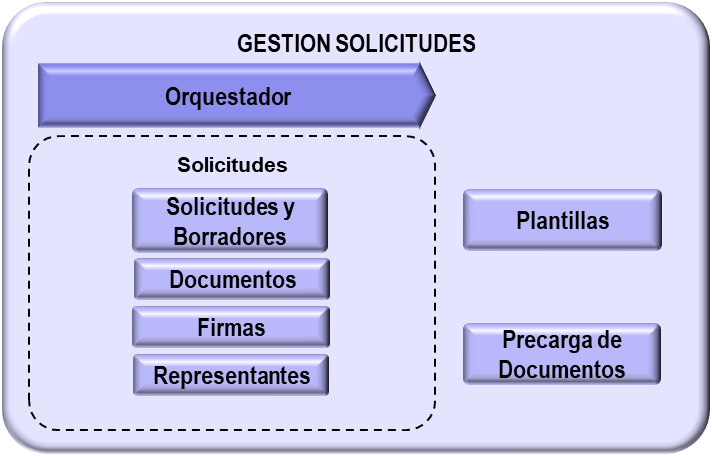 GESTION SOLICITUDES
Orquestador
Solicitudes
Solicitudes y
Borradores
Documentos
Firmas
Representantes
Plantillas
Precarga de
Documentos